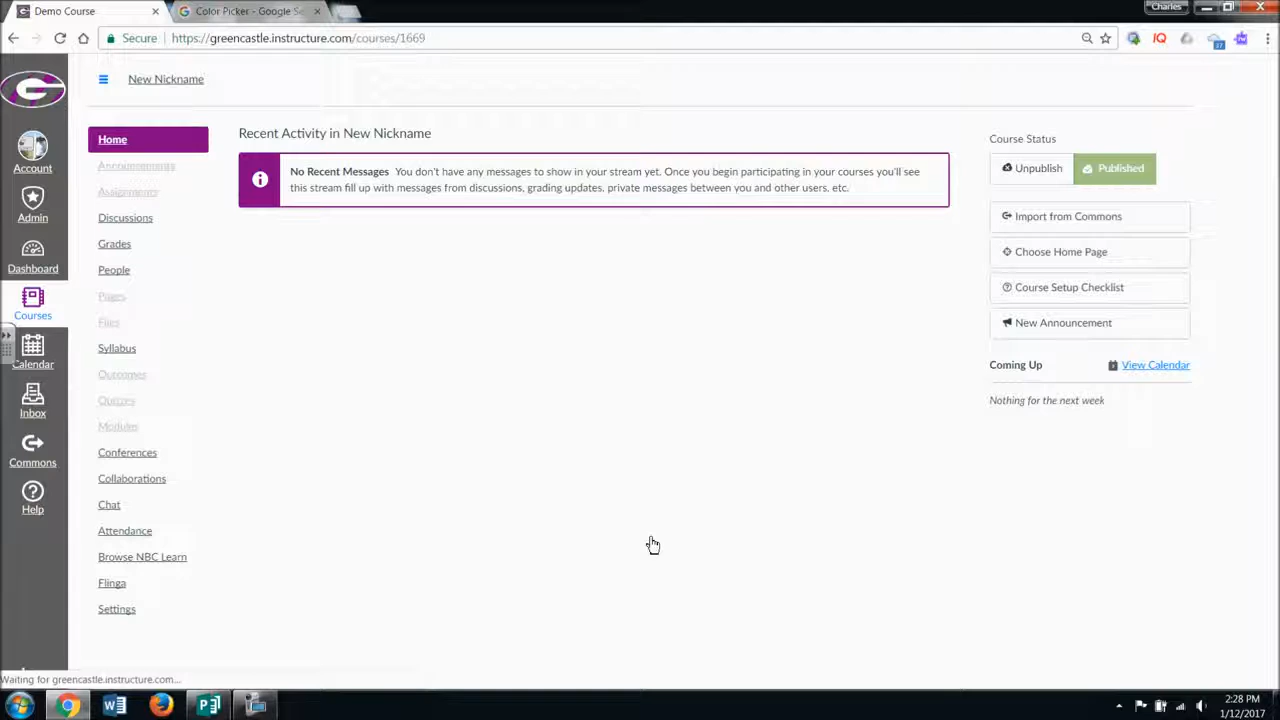 Demo Course
Color Picker - Google Se
Charles
Secure
https://greencastle.instructure.com/courses/1669
IQ
37
G
New Nickname
Account
Admin
Dashboard
Courses
Calendar
Inbox
Commons
Help
Home
Announcements
Assignments
Discussions
Grades
People
Pages
Files
Syllabus
Outcomes
Quizzes
Modules
Conferences
Collaborations
Chat
Attendance
Browse NBC Learn
Flinga
Settings
Recent Activity in New Nickname
No Recent Messages You don't have any messages to show in your stream yet. Once you begin participating in your courses you'll see
this stream fill up with messages from discussions, grading updates, private messages between you and other users, etc.
Course Status
Unpublish
Published
Import from Commons
Choose Home Page
Course Setup Checklist
New Announcement
Coming Up
View Calendar
Nothing for the next week
Waiting for greencastle.instructure.com...
2:28 PM
1/12/2017